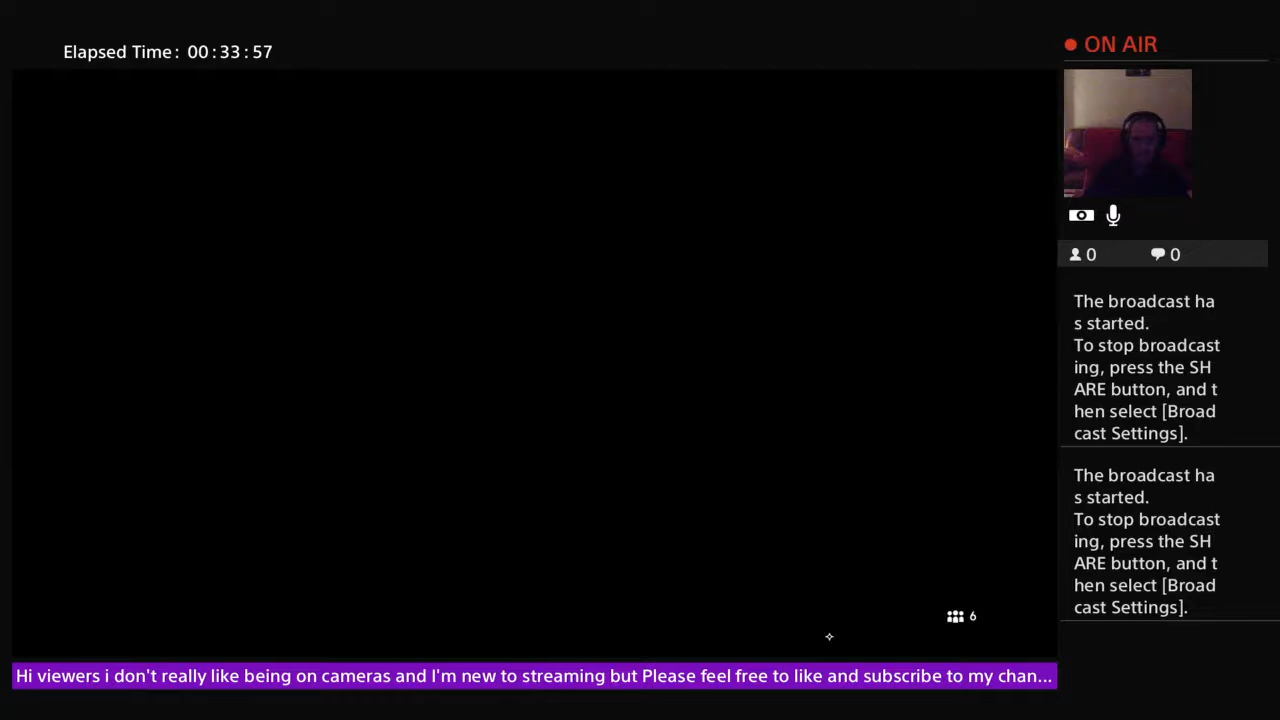 Elapsed Time: 00:33:57
ON AIR
0 0
The broadcast ha
s started.
To stop broadcast
ing, press the SH
ARE button, and t
hen select [Broad
cast Settings].
The broadcast ha
s started.
To stop broadcast
ing, press the SH
ARE button, and t
hen select [Broad
cast Settings].
6
Hi viewers i don't really like being on cameras and I'm new to streaming but Please feel free to like and subscribe to my chan...